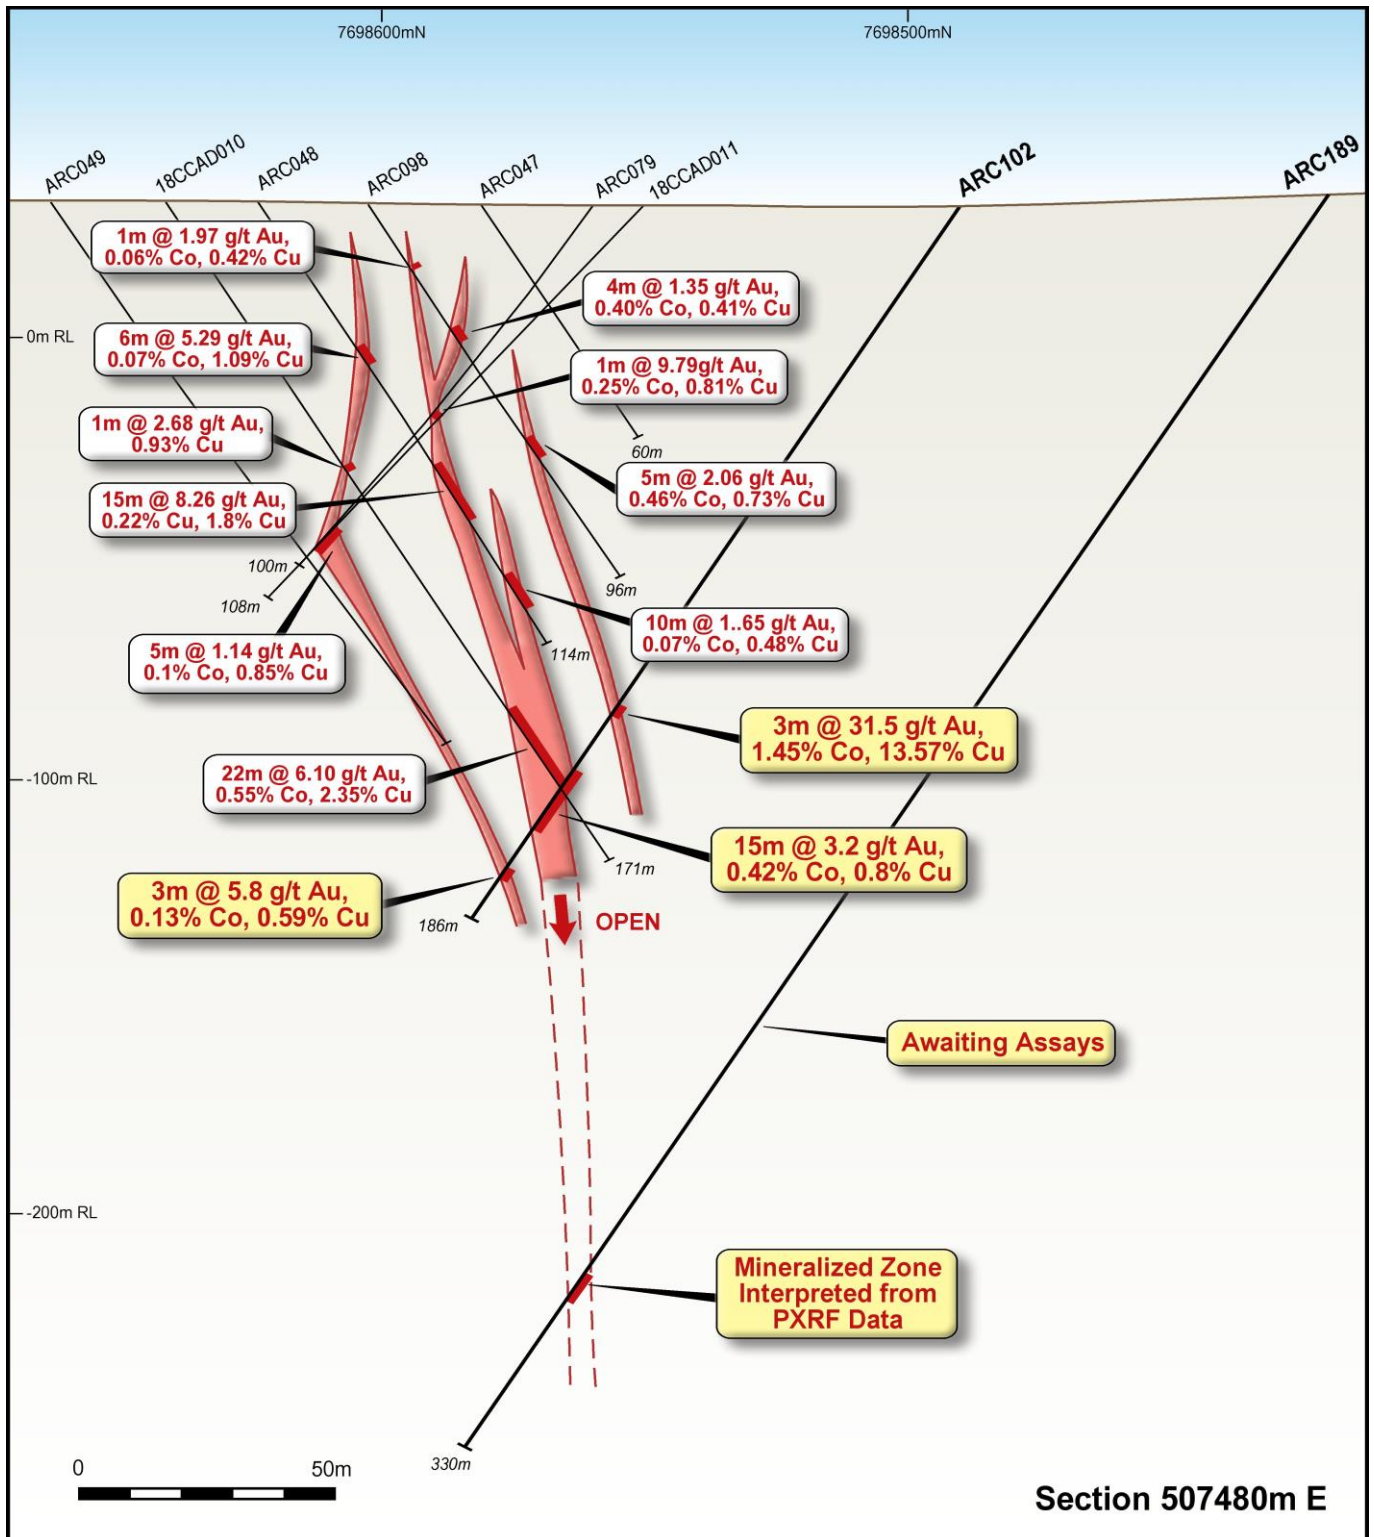 7698600mN
7698500mN
ARC049
18CCAD010
ARC048
ARC098
ARC047
ARC079
18CCAD011
ARC102
ARC189
1m @ 1.97 g/t Au,
0.06% Co, 0.42% Cu
4m @ 1.35 g/t Au,
0.40% Co, 0.41% Cu
0m RL
6m @ 5.29 g/t Au,
0.07% Co, 1.09% Cu
1m @ 9.79g/t Au,
0.25% Co, 0.81% Cu
1m @ 2.68 g/t Au,
0.93% Cu
60m
5m @ 2.06 g/t Au,
0.46% Co, 0.73% Cu
15m @ 8.26 g/t Au,
0.22% Cu, 1.8% Cu
100m
108m
96m
10m @ 1..65 g/t Au,
0.07% Co, 0.48% Cu
114m
5m @ 1.14 g/t Au,
0.1% Co, 0.85% Cu
3m @ 31.5 g/t Au,
1.45% Co, 13.57% Cu
-100m RL
22m @ 6.10 g/t Au,
0.55% Co, 2.35% Cu
15m @ 3.2 g/t Au,
0.42% Co, 0.8% Cu
171m
3m @ 5.8 g/t Au,
0.13% Co, 0.59% Cu
186m
OPEN
Awaiting Assays
-200m RL
Mineralized Zone
Interpreted from
PXRF Data
330m
0
50m
Section 507480m E